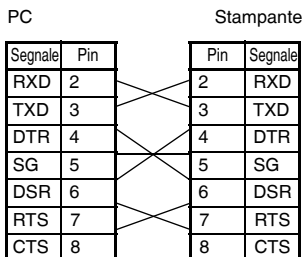 PC Stampante
Segnale Pin Pin Segnale
RXD 2 2 RXD
TXD 3 3 TXD
DTR 4 4 DTR
SG 5 5 SG
DSR 6 6 DSR
RTS 7 7 RTS
CTS 8 8 CTS